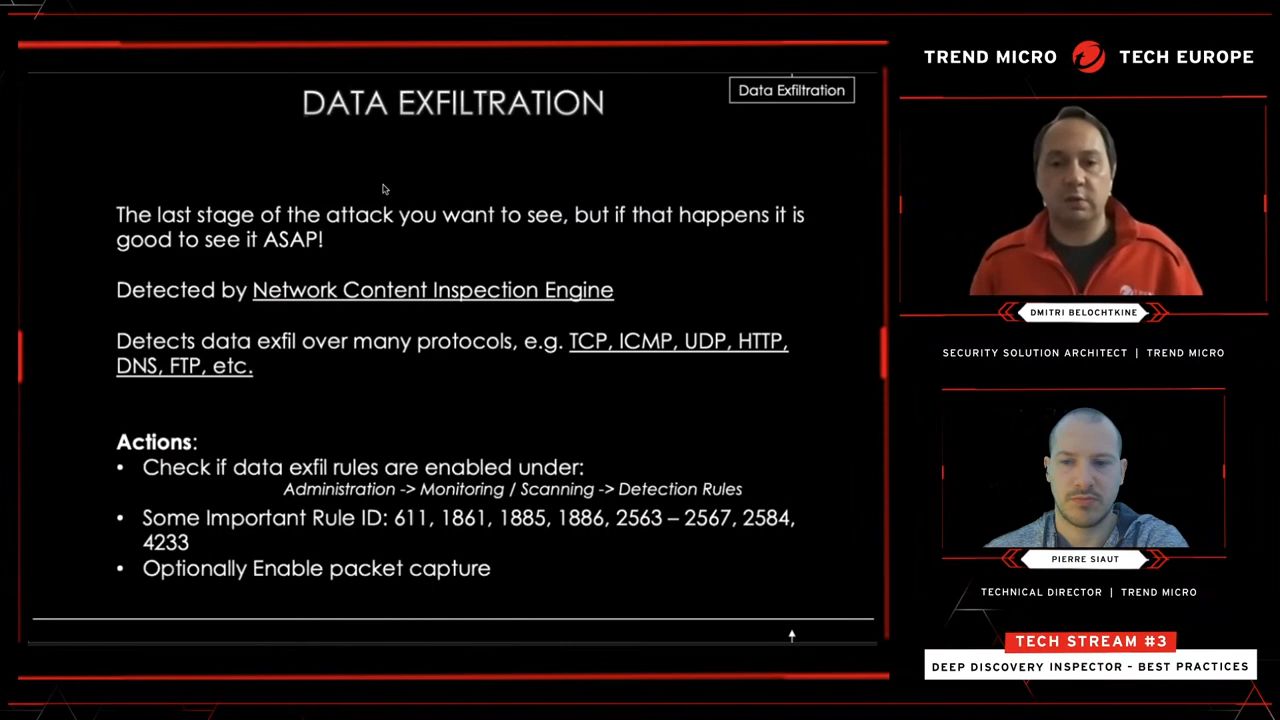 DATA EXFILTRATION
Data Exfiltration
The last stage of the attack you want to see, but if that happens it is
good to see it ASAP!
Detected by Network Content Inspection Engine
Detects data exfil over many protocols, e.g. TCP, ICMP, UDP, HTTP,
DNS, FTP, etc.
Actions:
• Check if data exfil rules are enabled under:
Administration -> Monitoring / Scanning -> Detection Rules
• Some Important Rule ID: 611, 1861, 1885, 1886, 2563 – 2567, 2584,
4233
• Optionally Enable packet capture
TREND MICRO TECH EUROPE
DMITRI BELOCHTKINE
SECURITY SOLUTION ARCHITECT | TREND MICRO
PIERRE SIAUT
TECHNICAL DIRECTOR | TREND MICRO
TECH STREAM #3
DEEP DISCOVERY INSPECTOR - BEST PRACTICES